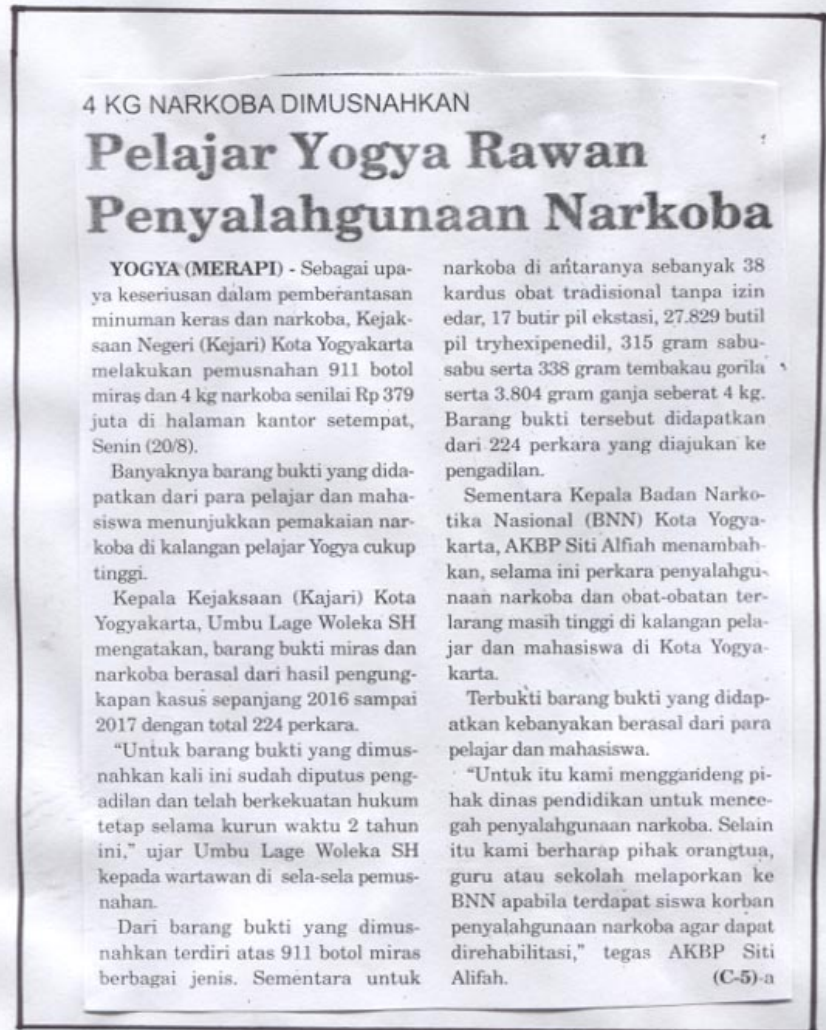 4 KG NARKOBA DIMUSNAHKAN
Pelajar Yogya Rawan
Penyalahgunaan Narkoba
YOGYA (MERAPI) - Sebagai upa-
ya keseriusan dalam pemberantasan
minuman keras dan narkoba, Kejak-
saan Negeri (Kejari) Kota Yogyakarta
melakukan pemusnahan 911 botol
miras dan 4 kg narkoba senilai Rp 379
juta di halaman kantor setempat,
Senin (20/8).
Banyaknya barang bukti yang dida-
patkan dari para pelajar dan maha-
siswa menunjukkan pemakaian nar-
koba di kalangan pelajar Yogya cukup
tinggi.
Kepala Kejaksaan (Kajari) Kota
Yogyakarta, Umbu Lage Woleka SH
mengatakan, barang bukti miras dan
narkoba berasal dari hasil pengung-
kapan kasus sepanjang 2016 sampai
2017 dengan total 224 perkara.
"Untuk barang bukti yang dimus-
nahkan kali ini sudah diputus peng-
adilan dan telah berkekuatan hukum
tetap selama kurun waktu 2 tahun
ini," ujar Umbu Lage Woleka SH
kepada wartawan di sela-sela pemus-
nahan.
Dari barang bukti yang dimus-
nahkan terdiri atas 911 botol miras
berbagai jenis. Sementara untuk
narkoba di antaranya sebanyak 38
kardus obat tradisional tanpa izin
edar, 17 butir pil ekstasi, 27.829 butil
pil tryhexipenedil, 315 gram sabu-
sabu serta 338 gram tembakau gorila
serta 3.804 gram ganja seberat 4 kg.
Barang bukti tersebut didapatkan
dari 224 perkara yang diajukan ke
pengadilan.
Sementara Kepala Badan Narko-
tika Nasional (BNN) Kota Yogya-
karta, AKBP Siti Alfiah menambah-
kan, selama ini perkara penyalahgu-
naan narkoba dan obat-obatan ter-
larang masih tinggi di kalangan pela-
jar dan mahasiswa di Kota Yogya-
karta.
Terbukti barang bukti yang didap-
atkan kebanyakan berasal dari para
pelajar dan mahasiswa.
"Untuk itu kami menggandeng pi-
hak dinas pendidikan untuk mence-
gah penyalahgunaan narkoba. Selain
itu kami berharap pihak orangtua,
guru atau sekolah melaporkan ke
BNN apabila terdapat siswa korban
penyalahgunaan narkoba agar dapat
direhabilitasi," tegas AKBP Siti
Alifah. (C-5)-a